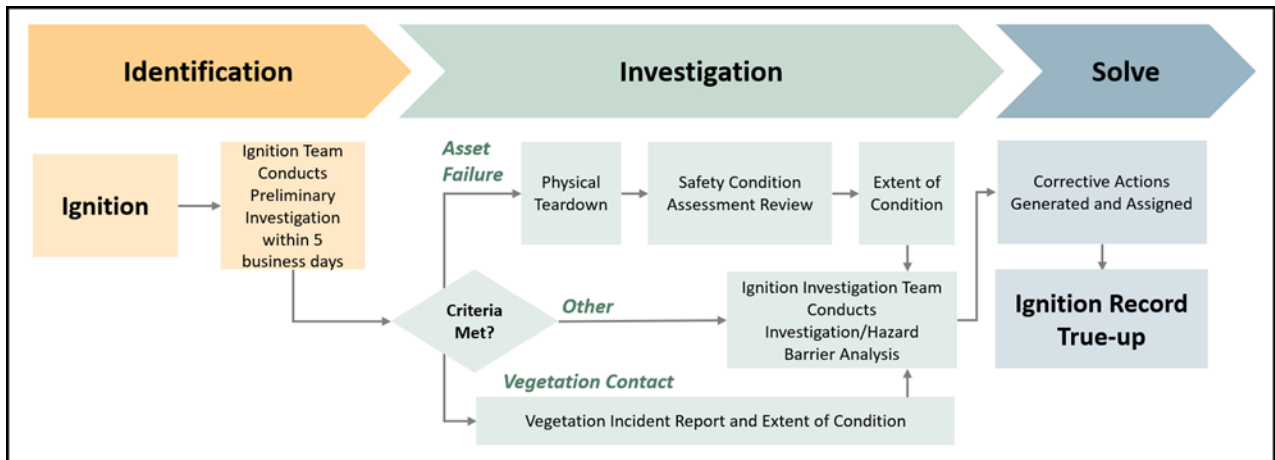 Identification
Investigation
Solve
Ignition
Ignition Team
Conducts
Preliminary
Investigation
within 5
business days
Criteria
Met?
Asset
Failure
Physical
Teardown
Safety Condition
Assessment Review
Extent of
Condition
Other
Ignition Investigation Team
Conducts
Investigation/Hazard
Barrier Analysis
Vegetation Contact
Vegetation Incident Report and Extent of Condition
Corrective Actions
Generated and Assigned
Ignition Record
True-up